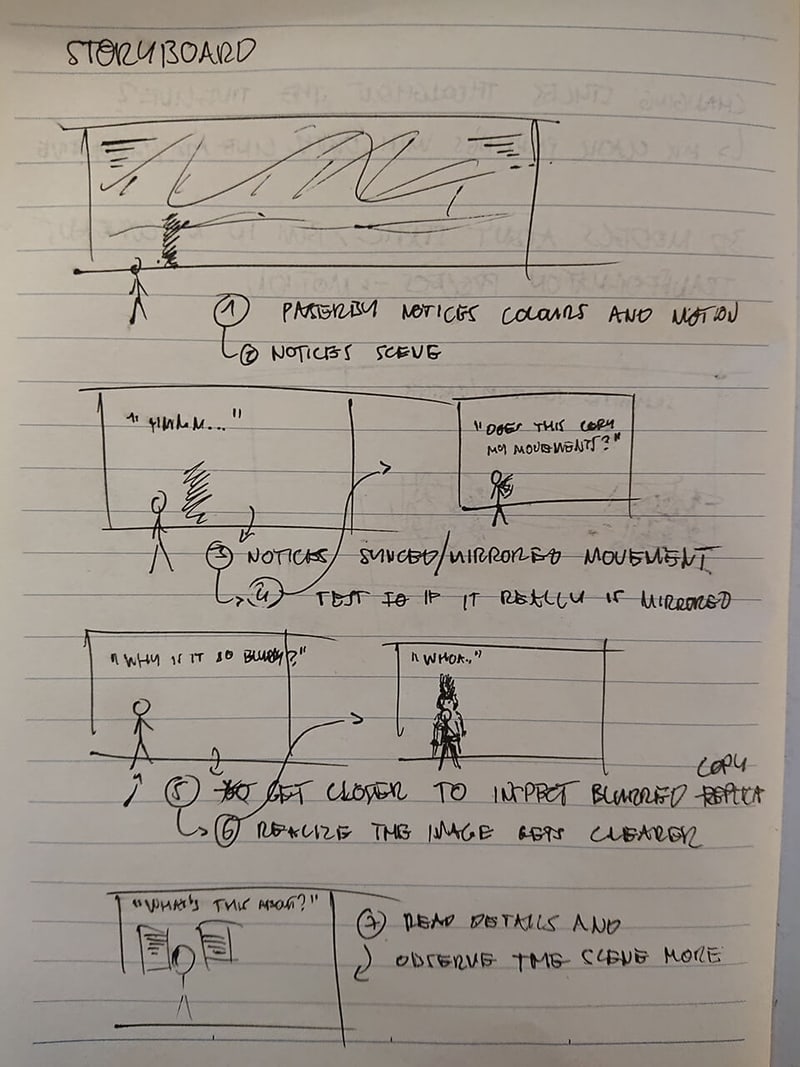 STORYBOARD
1 PASERBY NOTICES COLOURS AND MOTION
2 NOTICES SCENE
"HMMM..."
"DOES THIS COPY
MY MOVEMENTS?"
3 NOTICES SYNCED/MIRRORED MOVEMENT
4 TEST IF IT REALLY IS MIRRORED
"WHY IS IT SO BLURRY?"
"WHOA.."
COPY
5 GET CLOSER TO INSPECT BLURRED REPLICA
6 REALIZE THE IMAGE GETS CLEARER
"WHAT'S THIS ABOUT?"
7 READ DETAILS AND
OBSERVE THE SCENE MORE